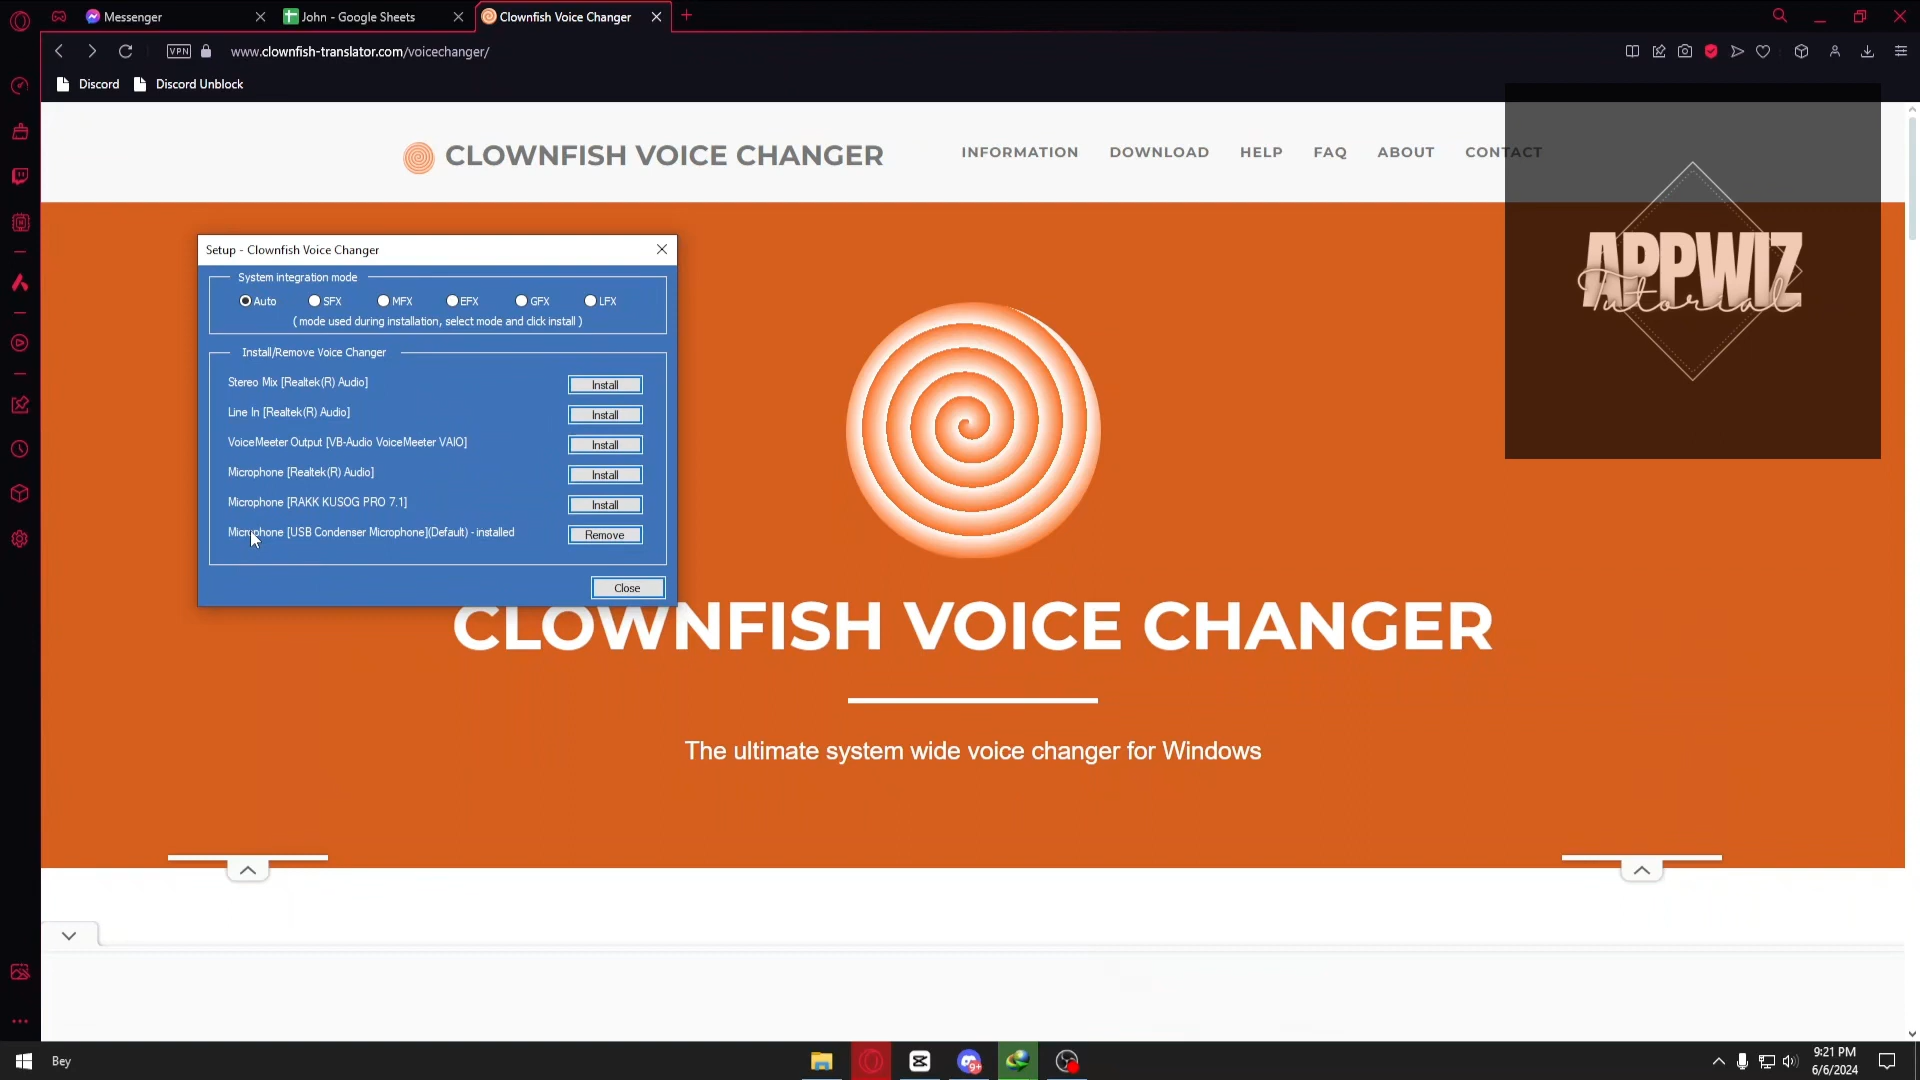 Messenger
John - Google Sheets
Clownfish Voice Changer
VPN
www.clownfish-translator.com/voicechanger/
Discord
Discord Unblock
CLOWNFISH VOICE CHANGER
INFORMATION
DOWNLOAD
HELP
FAQ
ABOUT
CONTACT
APPWIZ
Tutorial
Setup - Clownfish Voice Changer
System integration mode
Auto
SFX
MFX
EFX
GFX
LFX
( mode used during installation, select mode and click install )
Install/Remove Voice Changer
Stereo Mix [Realtek(R) Audio]
Install
Line In [Realtek(R) Audio]
Install
VoiceMeeter Output [VB-Audio VoiceMeeter VAIO]
Install
Microphone [Realtek(R) Audio]
Install
Microphone [RAKK KUSOG PRO 7.1]
Install
Microphone [USB Condenser Microphone](Default) - installed
Remove
Close
CLOWNFISH VOICE CHANGER
The ultimate system wide voice changer for Windows
Bey
9+
9:21 PM
6/6/2024